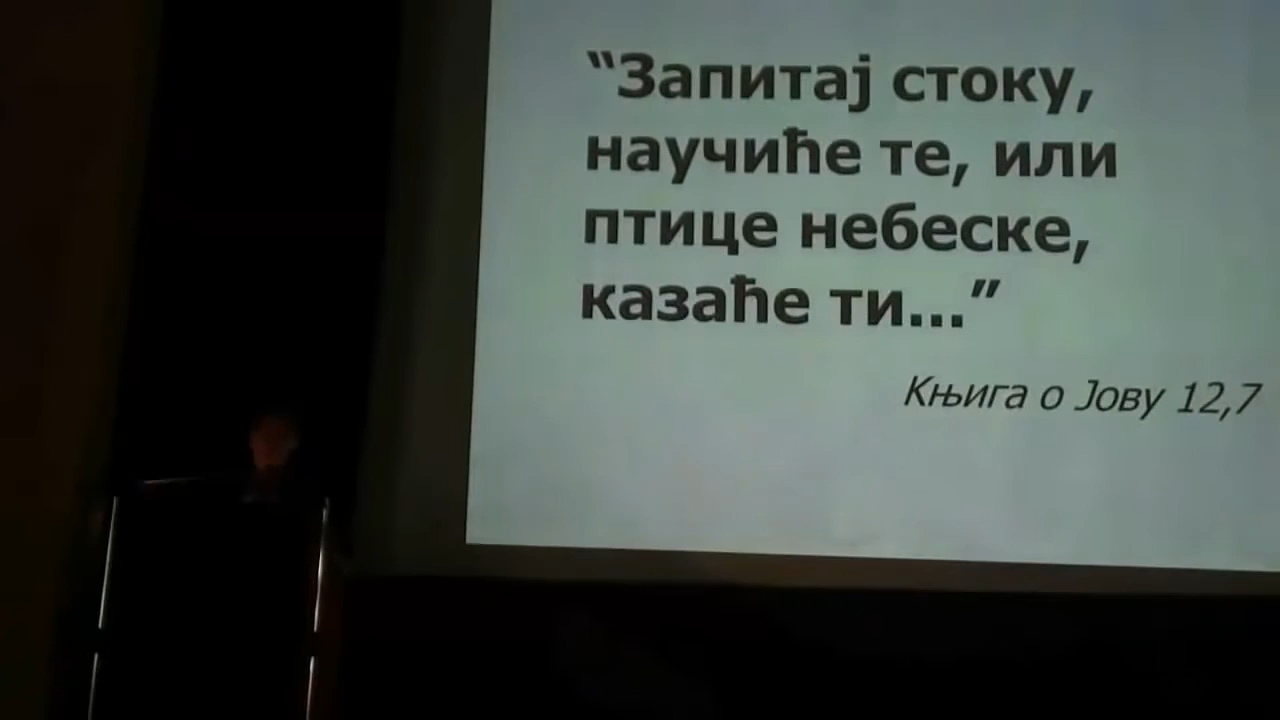 “Запитај стоку,
научиће те, или
птице небеске,
казаће ти...”
Књига о Јову 12,7